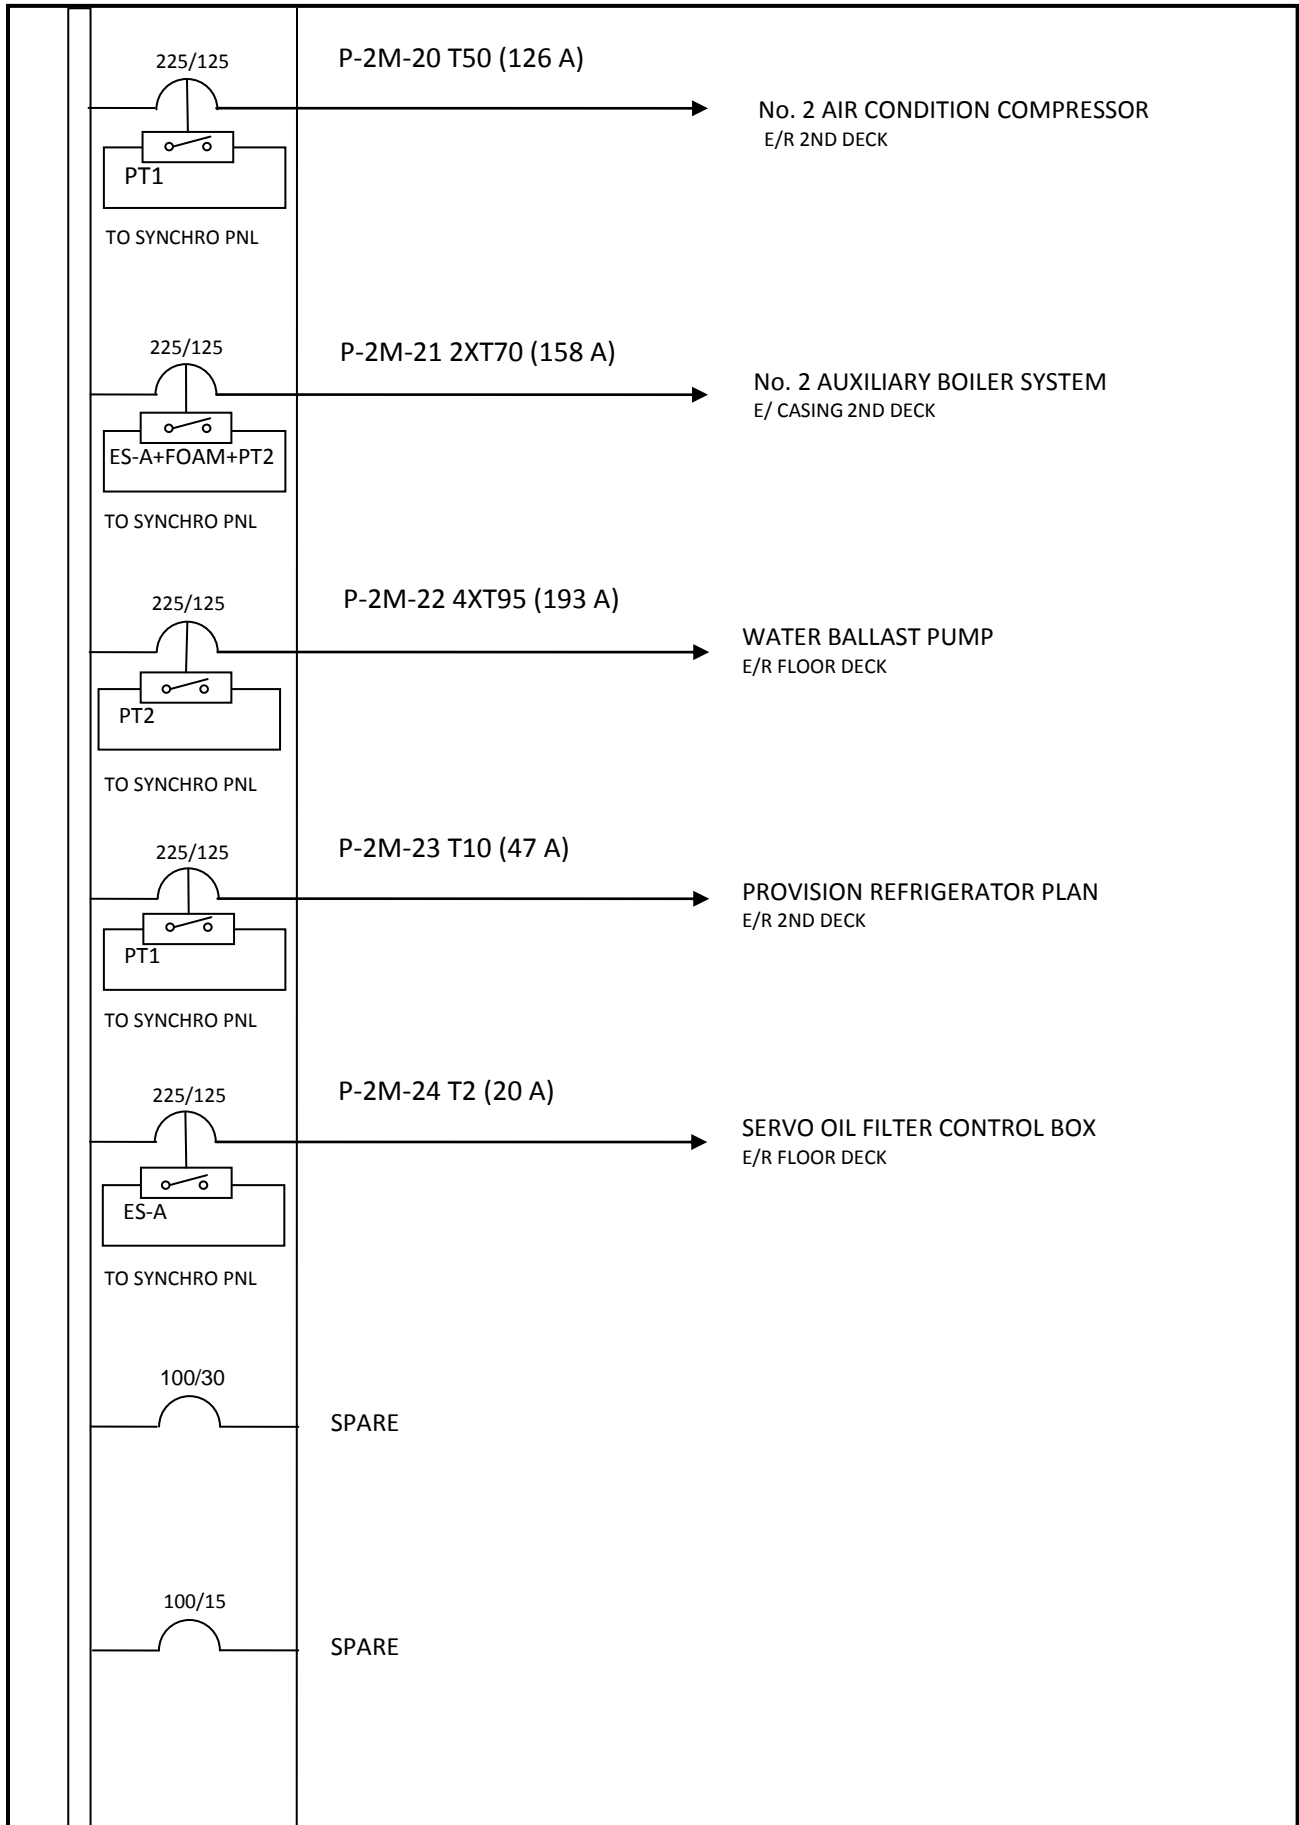 225/125
P-2M-20 T50 (126 A)
No. 2 AIR CONDITION COMPRESSOR
E/R 2ND DECK
PT1
TO SYNCHRO PNL
225/125
P-2M-21 2XT70 (158 A)
No. 2 AUXILIARY BOILER SYSTEM
E/ CASING 2ND DECK
ES-A+FOAM+PT2
TO SYNCHRO PNL
225/125
P-2M-22 4XT95 (193 A)
WATER BALLAST PUMP
E/R FLOOR DECK
PT2
TO SYNCHRO PNL
225/125
P-2M-23 T10 (47 A)
PROVISION REFRIGERATOR PLAN
E/R 2ND DECK
PT1
TO SYNCHRO PNL
225/125
P-2M-24 T2 (20 A)
SERVO OIL FILTER CONTROL BOX
E/R FLOOR DECK
ES-A
TO SYNCHRO PNL
100/30
SPARE
100/15
SPARE